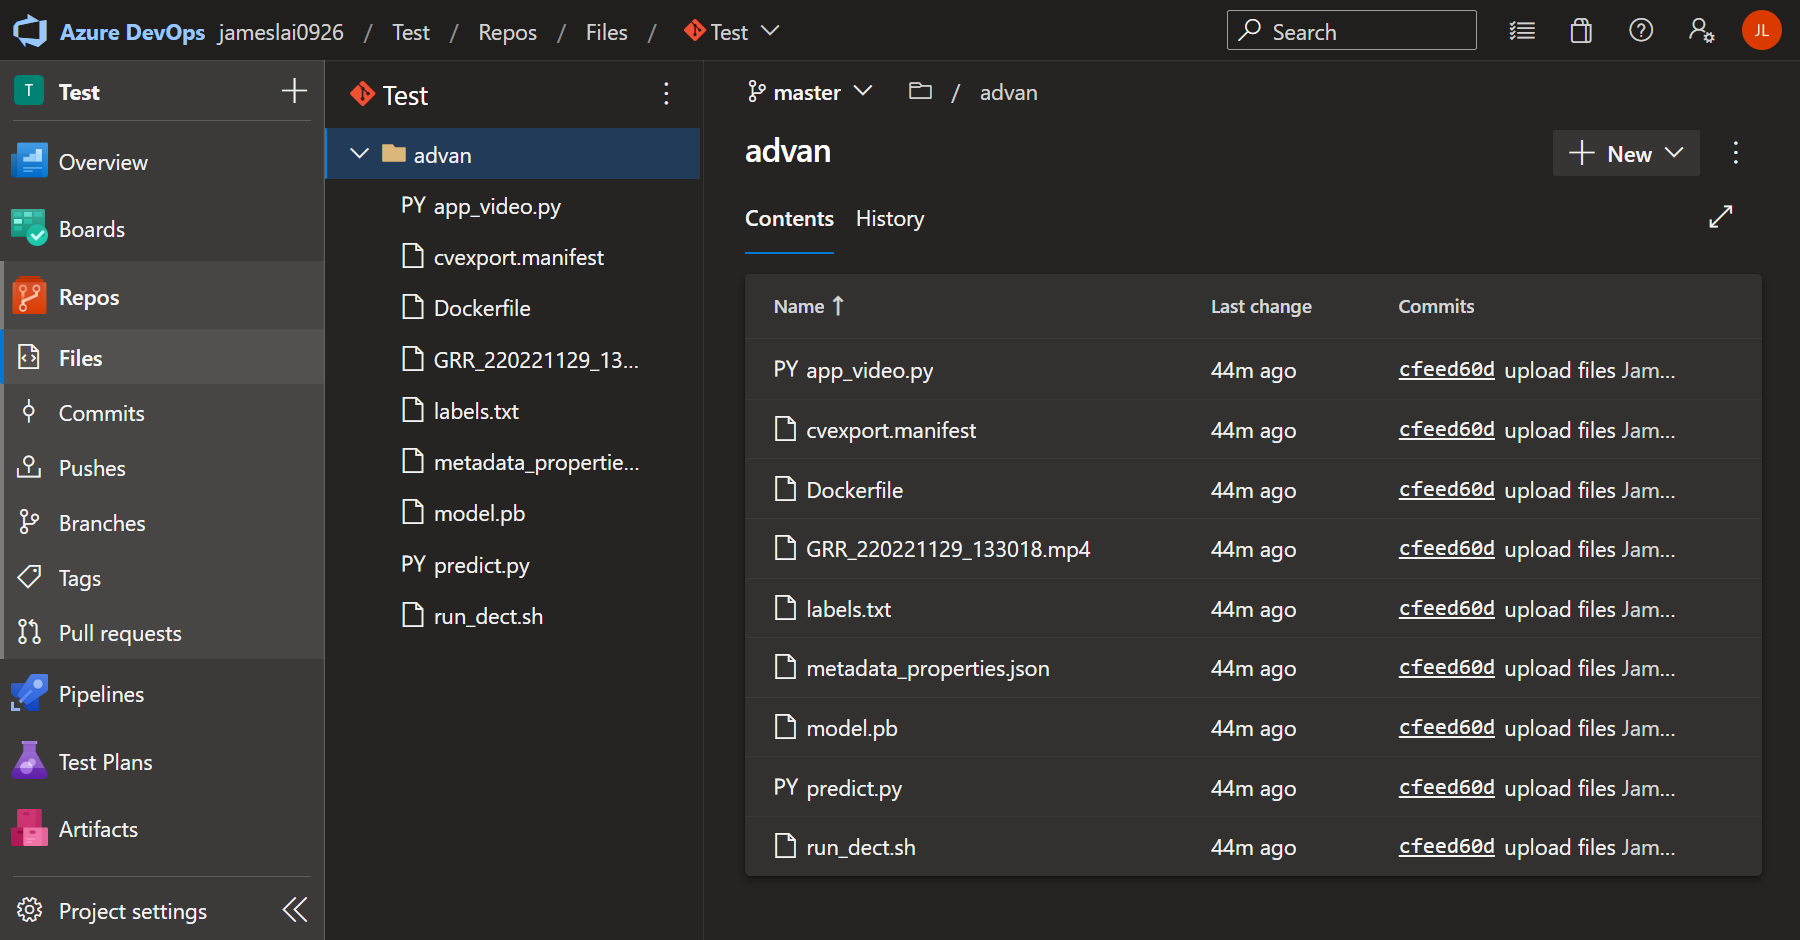 Azure DevOps jameslai0926 / Test / Repos / Files / Test
Search
JL
T Test
Overview
Boards
Repos
Files
Commits
Pushes
Branches
Tags
Pull requests
Pipelines
Test Plans
Artifacts
Project settings
Test
advan
PY app_video.py
cvexport.manifest
Dockerfile
GRR_220221129_13...
labels.txt
metadata_propertie...
model.pb
PY predict.py
run_dect.sh
master / advan
advan
New
Contents History
Name Last change Commits
PY app_video.py 44m ago cfeed60d upload files Jam...
cvexport.manifest 44m ago cfeed60d upload files Jam...
Dockerfile 44m ago cfeed60d upload files Jam...
GRR_220221129_133018.mp4 44m ago cfeed60d upload files Jam...
labels.txt 44m ago cfeed60d upload files Jam...
metadata_properties.json 44m ago cfeed60d upload files Jam...
model.pb 44m ago cfeed60d upload files Jam...
PY predict.py 44m ago cfeed60d upload files Jam...
run_dect.sh 44m ago cfeed60d upload files Jam...